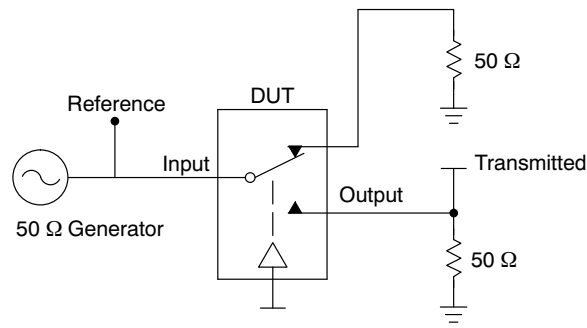 DUT
50 Ω
Reference
Input
Transmitted
Output
50 Ω Generator
50 Ω